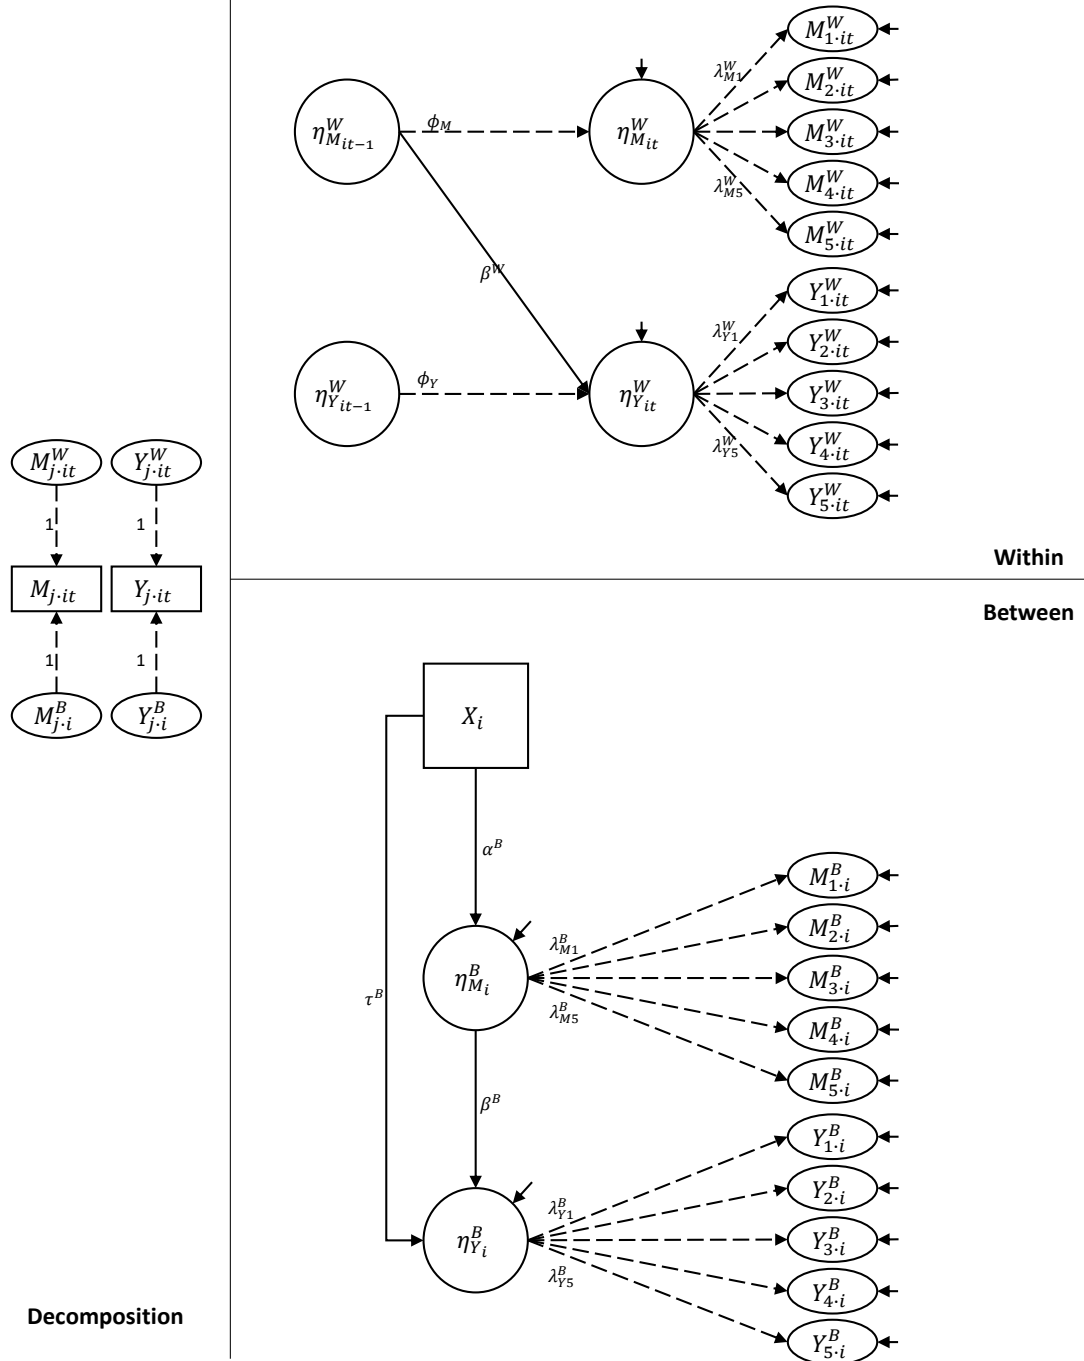 M^W_{j·it} Y^W_{j·it}
1 1
M_{j·it} Y_{j·it}
1 1
M^B_{j·i} Y^B_{j·i}
Decomposition
η^W_{M_{it−1}} ϕ_M η^W_{M_{it}}
λ^W_{M1}
λ^W_{M5}
M^W_{1·it}
M^W_{2·it}
M^W_{3·it}
M^W_{4·it}
M^W_{5·it}
β^W
η^W_{Y_{it−1}} ϕ_Y η^W_{Y_{it}}
λ^W_{Y1}
λ^W_{Y5}
Y^W_{1·it}
Y^W_{2·it}
Y^W_{3·it}
Y^W_{4·it}
Y^W_{5·it}
Within
Between
X_i
α^B
τ^B
η^B_{M_i}
λ^B_{M1}
λ^B_{M5}
M^B_{1·i}
M^B_{2·i}
M^B_{3·i}
M^B_{4·i}
M^B_{5·i}
β^B
η^B_{Y_i}
λ^B_{Y1}
λ^B_{Y5}
Y^B_{1·i}
Y^B_{2·i}
Y^B_{3·i}
Y^B_{4·i}
Y^B_{5·i}